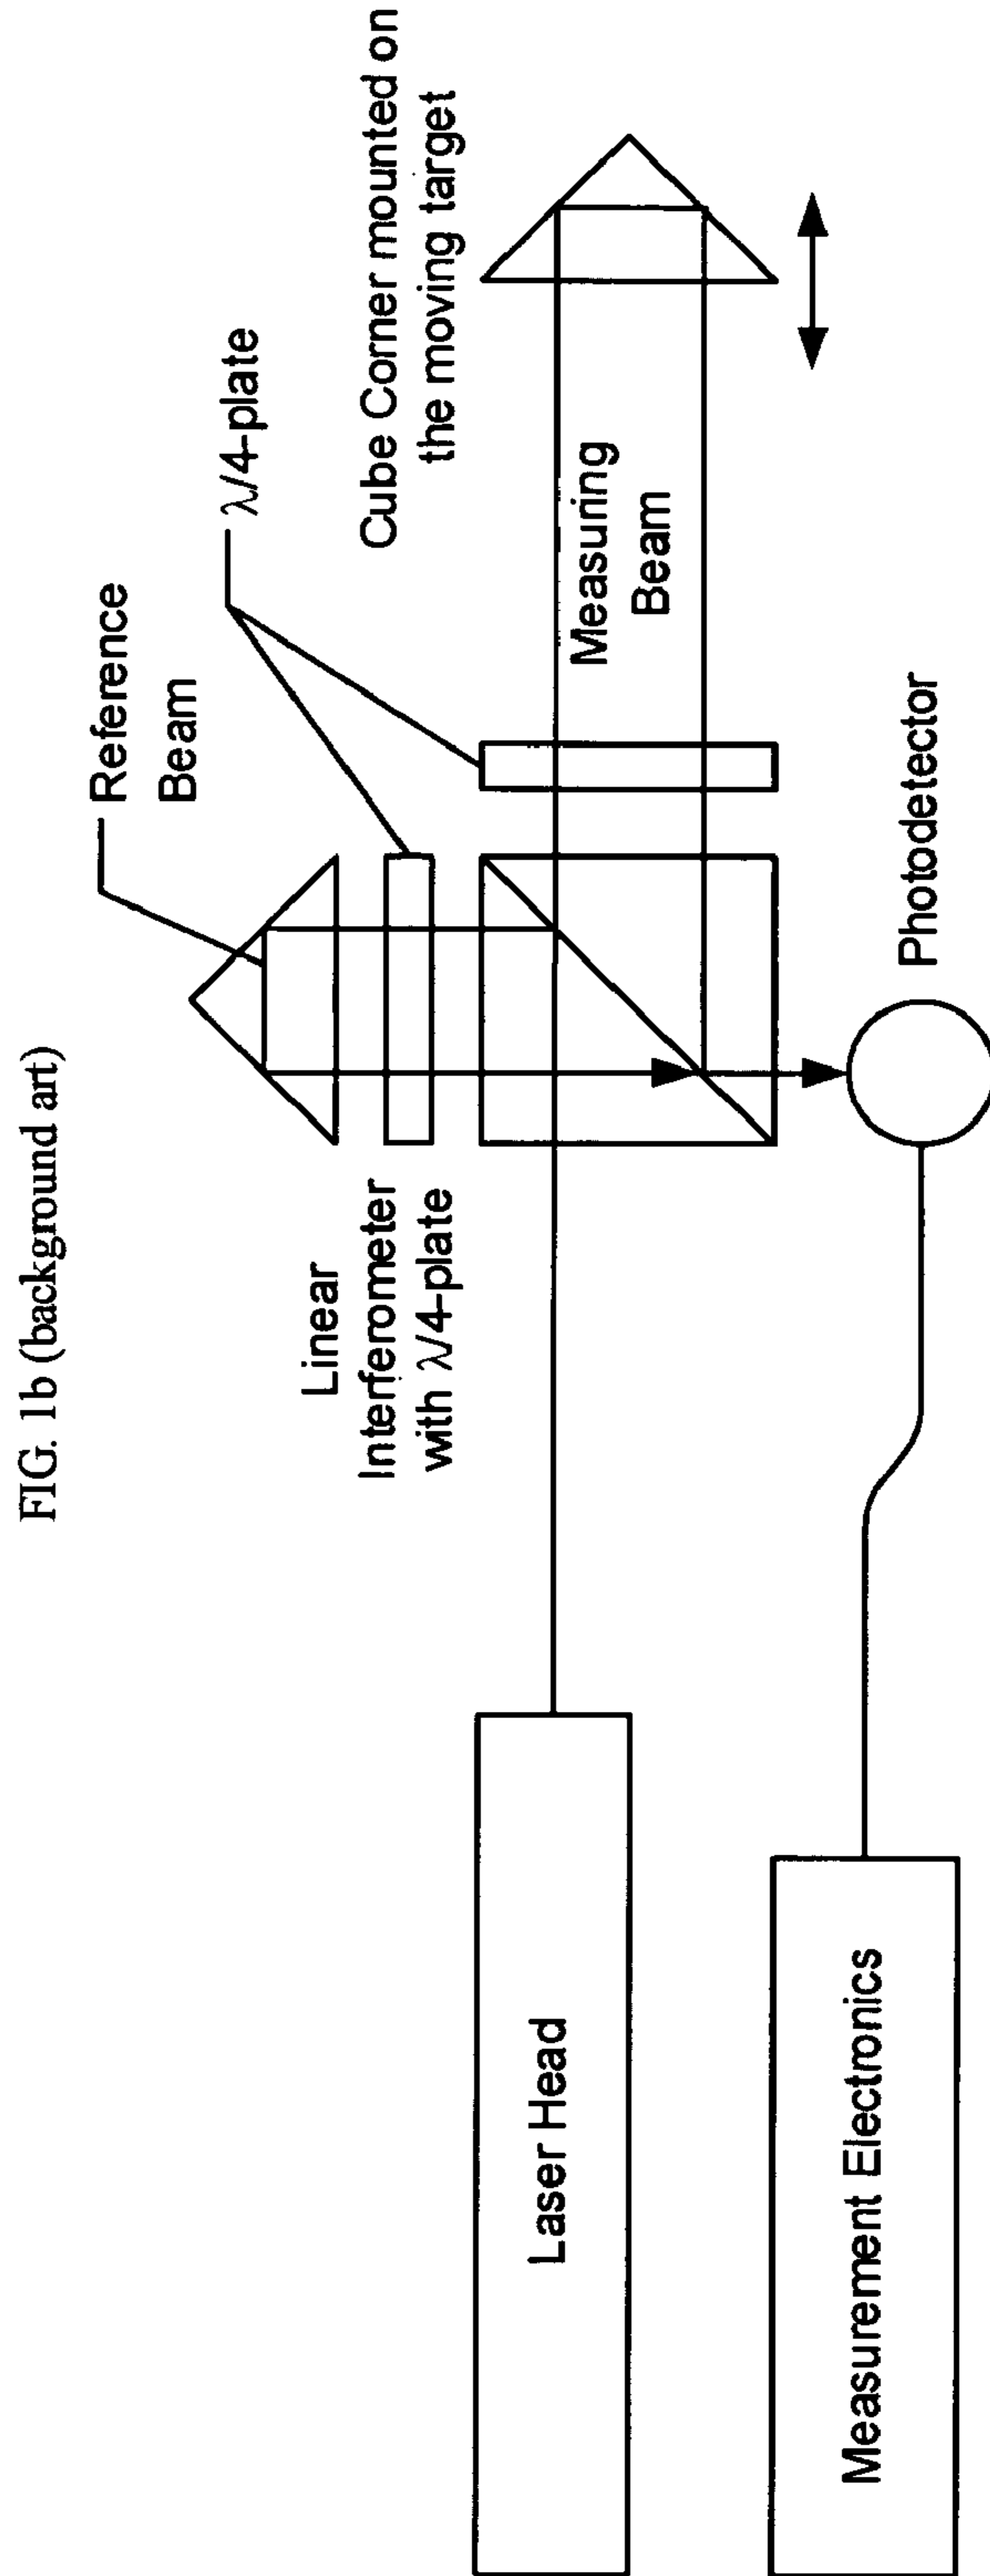 FIG. 1b (background art)
Reference
Beam
λ/4-plate
Cube Corner mounted on
the moving target
Linear
Interferometer
with λ/4-plate
Measuring
Beam
Laser Head
Photodetector
Measurement Electronics